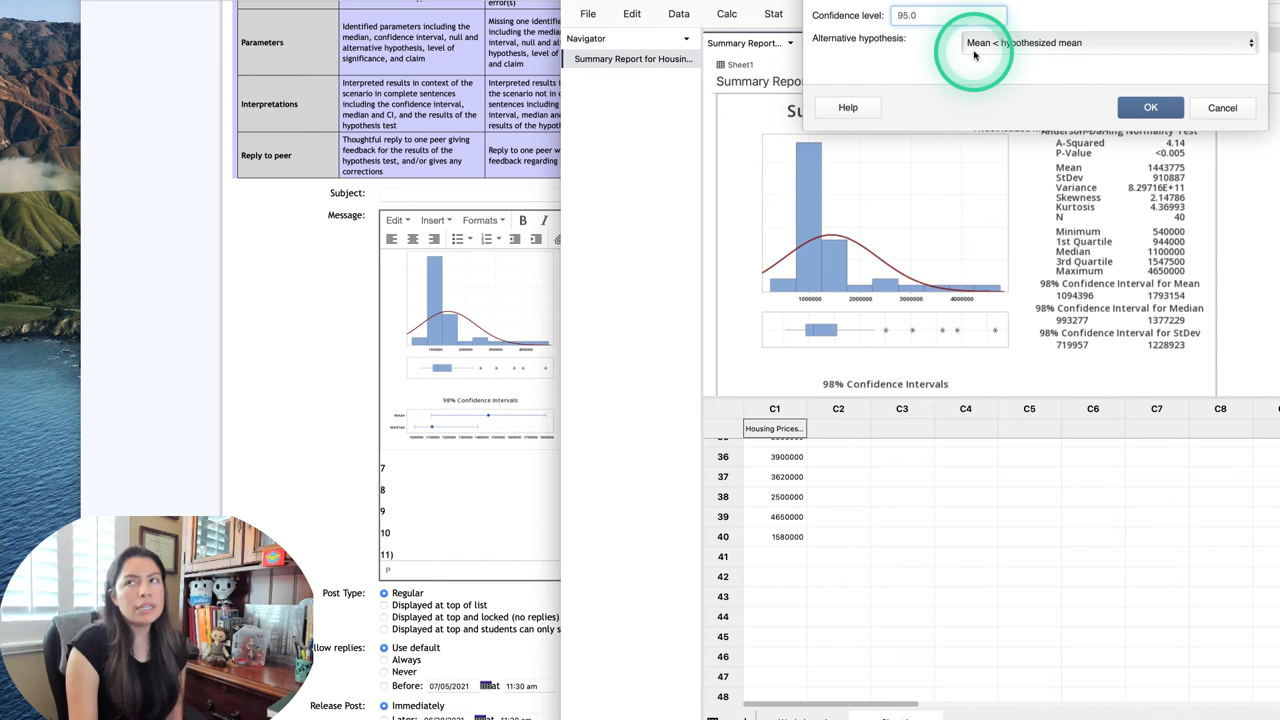 error(s)
Parameters
Identified parameters including the
median, confidence interval, null and
alternative hypothesis, level of
significance, and claim
Missing one identifie
including the media
interval, null and al
hypothesis, level of
and claim
Interpretations
Interpreted results in context of the
scenario in complete sentences
including the confidence interval,
median and CI, and the results of the
hypothesis test
Interpreted results
the scenario not in c
sentences including
interval, median an
results of the hypot
Reply to peer
Thoughtful reply to one peer giving
feedback for the results of the
hypothesis test, and/or gives any
corrections
Reply to one peer w
feedback regarding
Subject:
Message:
Edit Insert Formats B I
98% Confidence Intervals
Mean
Median
7
8
9
10
11)
P
Post Type:
Regular
Displayed at top of list
Displayed at top and locked (no replies)
Displayed at top and students can only s
llow replies:
Use default
Always
Never
Before: 07/05/2021 at 11:30 am
Release Post:
Immediately
File Edit Data Calc Stat
Navigator
Summary Report for Housin...
Summary Report...
Sheet1
Summary Repo
Su
Confidence level: 95.0
Alternative hypothesis: Mean < hypothesized mean
Help OK Cancel
Anderson-Darling Normality Test
A-Squared 4.14
P-Value <0.005
Mean 1443775
StDev 910887
Variance 8.29716E+11
Skewness 2.14786
Kurtosis 4.36993
N 40
Minimum 540000
1st Quartile 944000
Median 1100000
3rd Quartile 1547500
Maximum 4650000
98% Confidence Interval for Mean
1094396 1793154
98% Confidence Interval for Median
993277 1377229
98% Confidence Interval for StDev
719957 1228923
1000000 2000000 3000000 4000000
98% Confidence Intervals
C1 C2 C3 C4 C5 C6 C7 C8
Housing Prices...
36 3900000
37 3620000
38 2500000
39 4650000
40 1580000
41
42
43
44
45
46
47
48